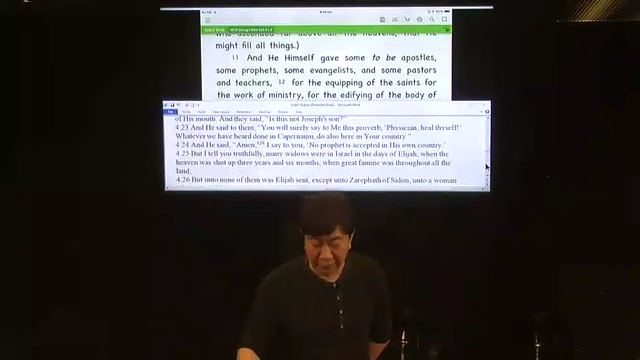 might fill all things.)
11 And He Himself gave some to be apostles,
some prophets, some evangelists, and some pastors
and teachers, 12 for the equipping of the saints for
the work of ministry, for the edifying of the body of
of His mouth. And they said, "Is this not Joseph's son?"
4.23 And He said to them, "You will surely say to Me this proverb, 'Physician, heal thyself!'
Whatever we have heard done in Capernaum, do also here in Your country."
4.24 And He said, "Amen, I say to you, 'No prophet is accepted in His own country.'
4.25 But I tell you truthfully, many widows were in Israel in the days of Elijah, when the
heaven was shut up three years and six months, when great famine was throughout all the
land,
4.26 But unto none of them was Elijah sent, except unto Zarephath of Sidon, unto a woman